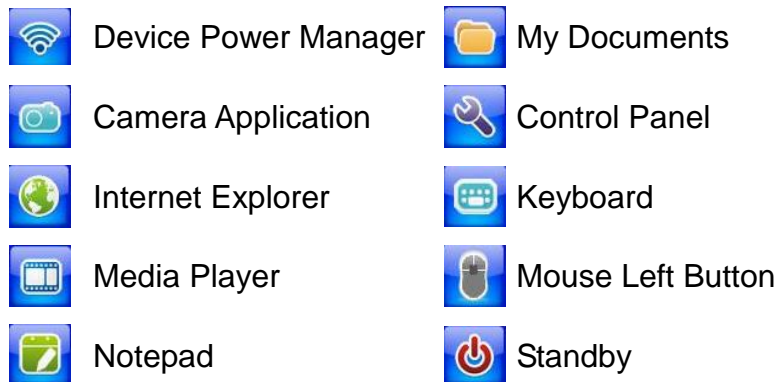 Device Power Manager My Documents
Camera Application Control Panel
Internet Explorer Keyboard
Media Player Mouse Left Button
Notepad Standby